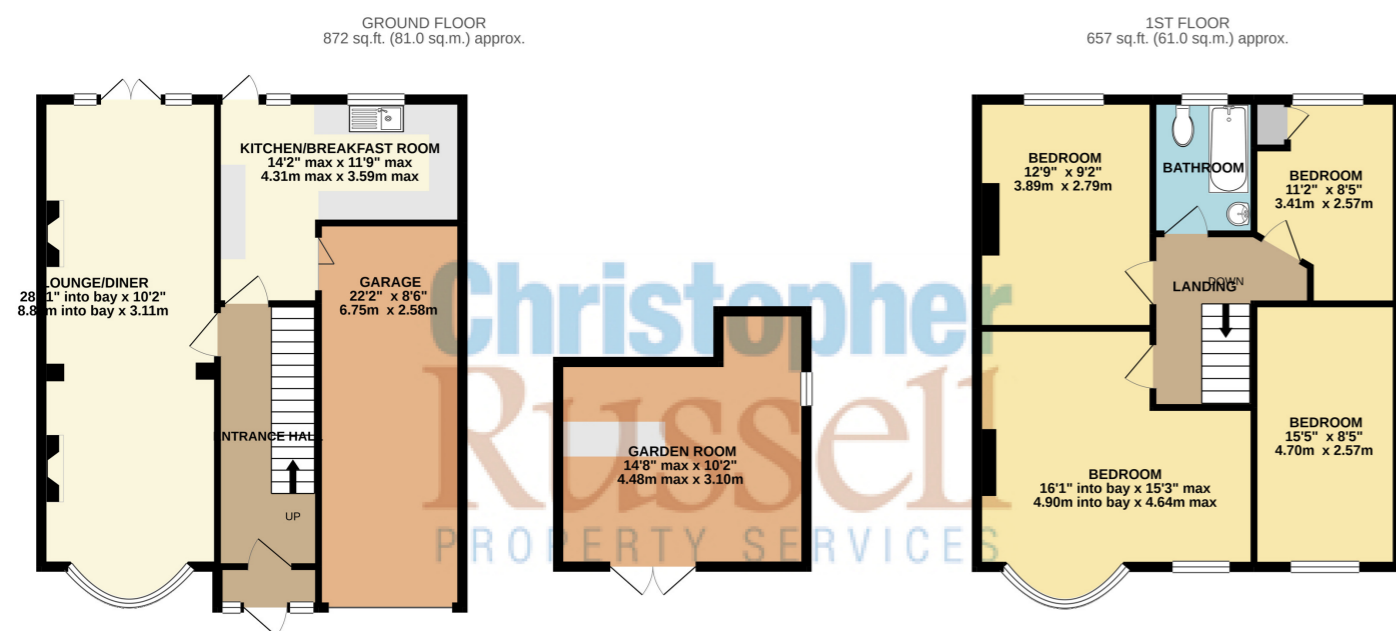 GROUND FLOOR
872 sq.ft. (81.0 sq.m.) approx.
1ST FLOOR
657 sq.ft. (61.0 sq.m.) approx.
KITCHEN/BREAKFAST ROOM
14'2" max x 11'9" max
4.31m max x 3.59m max
LOUNGE/DINER
into bay x 10'2"
into bay x 3.11m
GARAGE
22'2" x 8'6"
6.75m x 2.58m
ENTRANCE HALL
UP
GARDEN ROOM
14'8" max x 10'2"
4.48m max x 3.10m
BEDROOM
12'9" x 9'2"
3.89m x 2.79m
BATHROOM
BEDROOM
11'2" x 8'5"
3.41m x 2.57m
DOWN
LANDING
BEDROOM
16'1" into bay x 15'3" max
4.90m into bay x 4.64m max
BEDROOM
15'5" x 8'5"
4.70m x 2.57m
Christopher
Russell
PROPERTY SERVICES